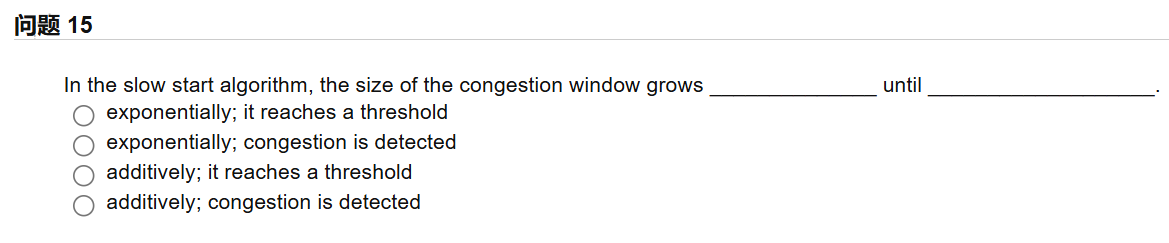 问题 15
In the slow start algorithm, the size of the congestion window grows _______________ until ____________________.
exponentially; it reaches a threshold
exponentially; congestion is detected
additively; it reaches a threshold
additively; congestion is detected